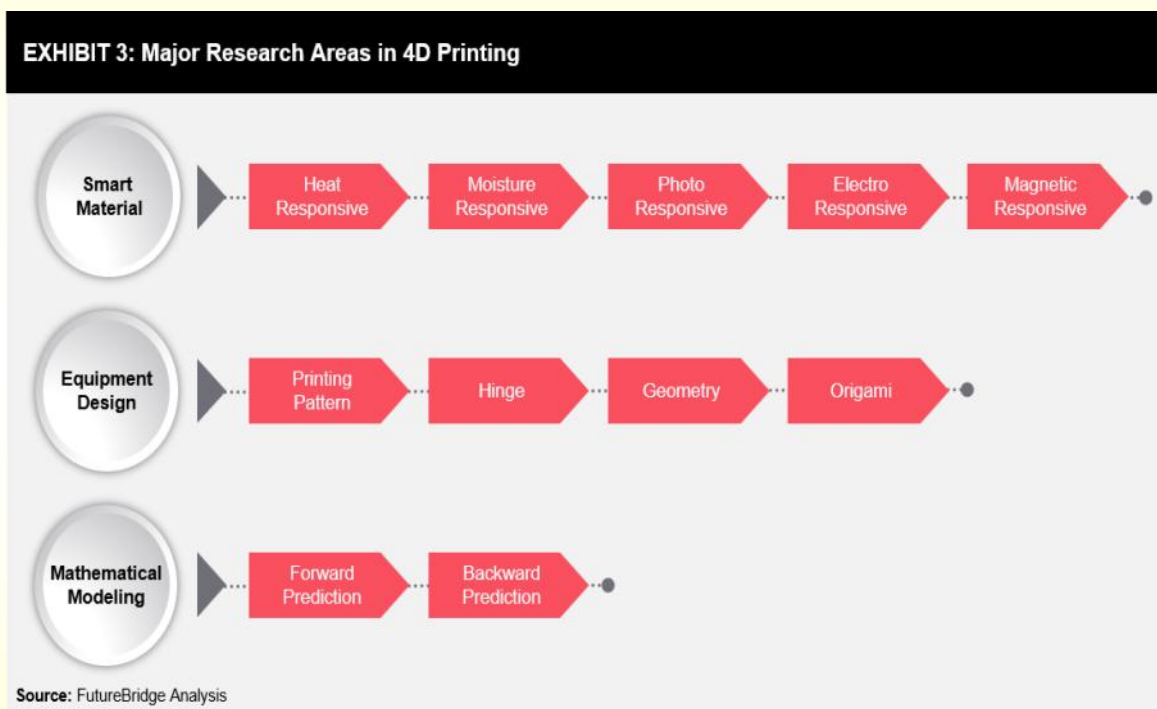 EXHIBIT 3: Major Research Areas in 4D Printing
Smart
Material
Heat
Responsive
Moisture
Responsive
Photo
Responsive
Electro
Responsive
Magnetic
Responsive
Equipment
Design
Printing
Pattern
Hinge
Geometry
Origami
Mathematical
Modeling
Forward
Prediction
Backward
Prediction
Source: FutureBridge Analysis